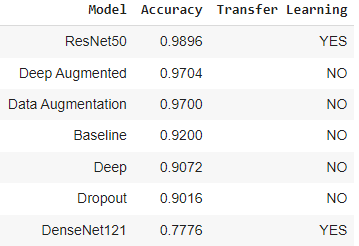 Model Accuracy Transfer Learning
ResNet50 0.9896 YES
Deep Augmented 0.9704 NO
Data Augmentation 0.9700 NO
Baseline 0.9200 NO
Deep 0.9072 NO
Dropout 0.9016 NO
DenseNet121 0.7776 YES